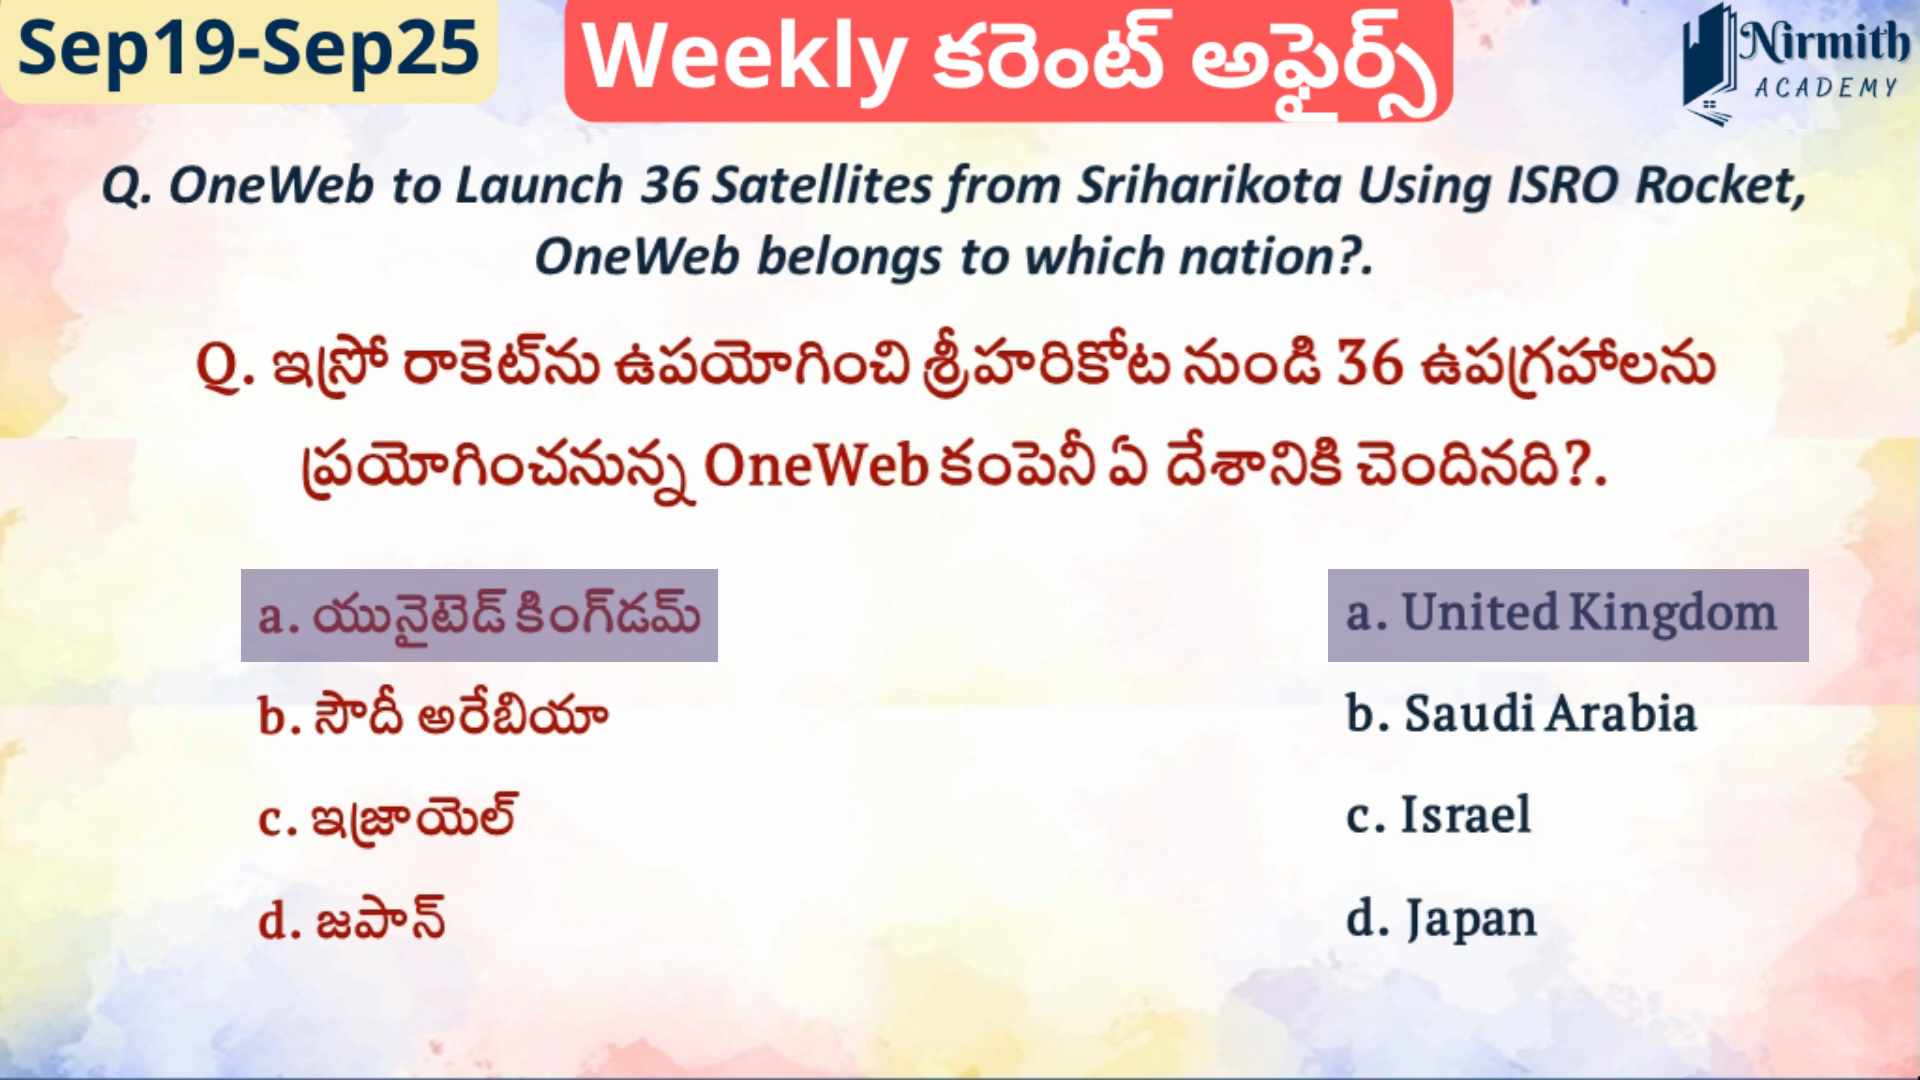 Sep19-Sep25
Weekly కరెంట్ అఫైర్స్
Nirmith
ACADEMY
Q. OneWeb to Launch 36 Satellites from Sriharikota Using ISRO Rocket,
OneWeb belongs to which nation?.
Q. ఇస్రో రాకెట్‌ను ఉపయోగించి శ్రీహరికోట నుండి 36 ఉపగ్రహాలను
ప్రయోగించనున్న OneWeb కంపెనీ ఏ దేశానికి చెందినది?.
a. యునైటెడ్ కింగ్‌డమ్
b. సౌదీ అరేబియా
c. ఇజ్రాయెల్
d. జపాన్
a. United Kingdom
b. Saudi Arabia
c. Israel
d. Japan